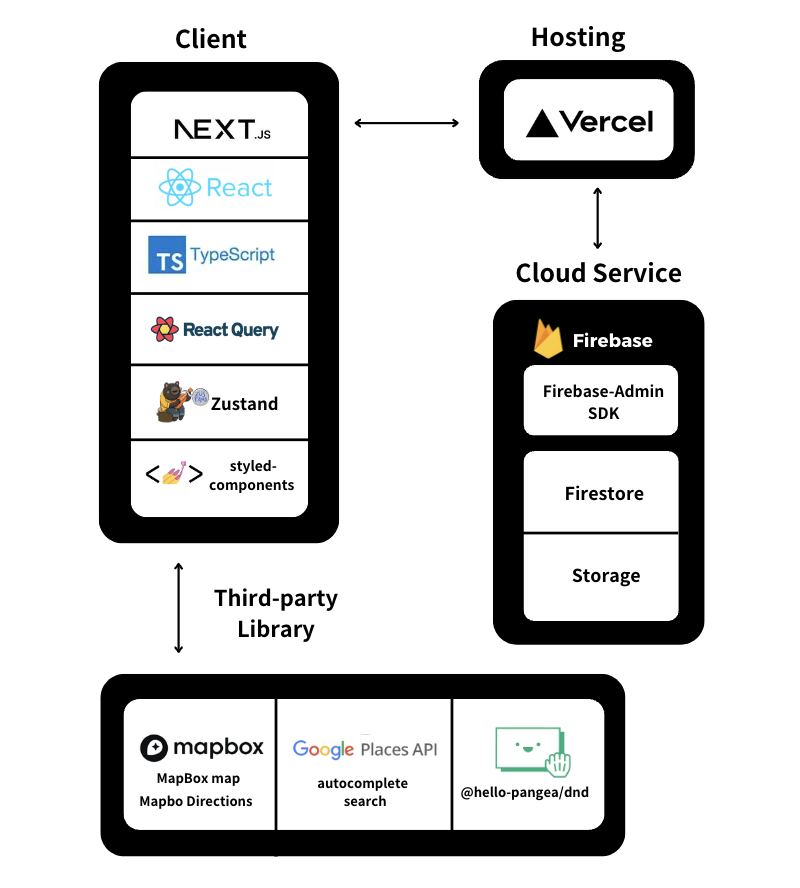 Client
NEXT.JS
React
TS TypeScript
React Query
Zustand
styled-
components
Hosting
Vercel
Cloud Service
Firebase
Firebase-Admin
SDK
Firestore
Storage
Third-party
Library
mapbox
MapBox map
Mapbo Directions
Google Places API
autocomplete
search
@hello-pangea/dnd